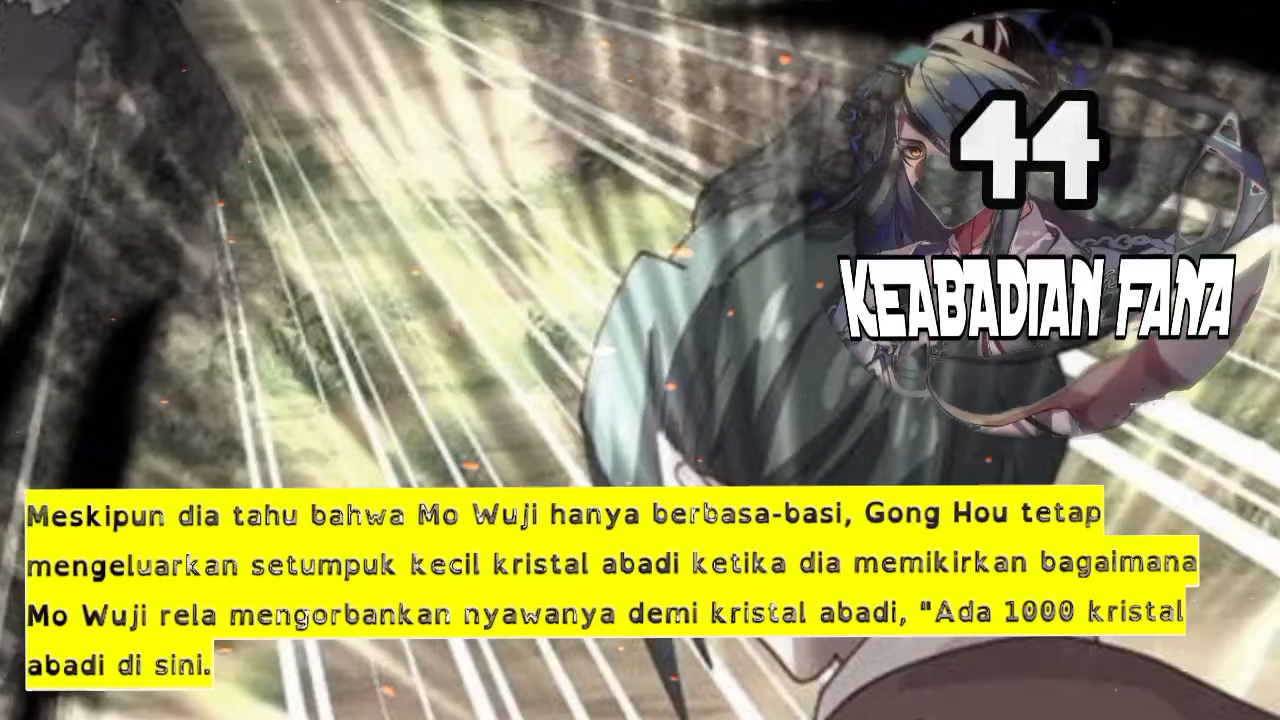 44
KEABADIAN FANA
Meskipun dia tahu bahwa Mo Wuji hanya berbasa-basi, Gong Hou tetap
mengeluarkan setumpuk kecil kristal abadi ketika dia memikirkan bagaimana
Mo Wuji rela mengorbankan nyawanya demi kristal abadi, "Ada 1000 kristal
abadi di sini.